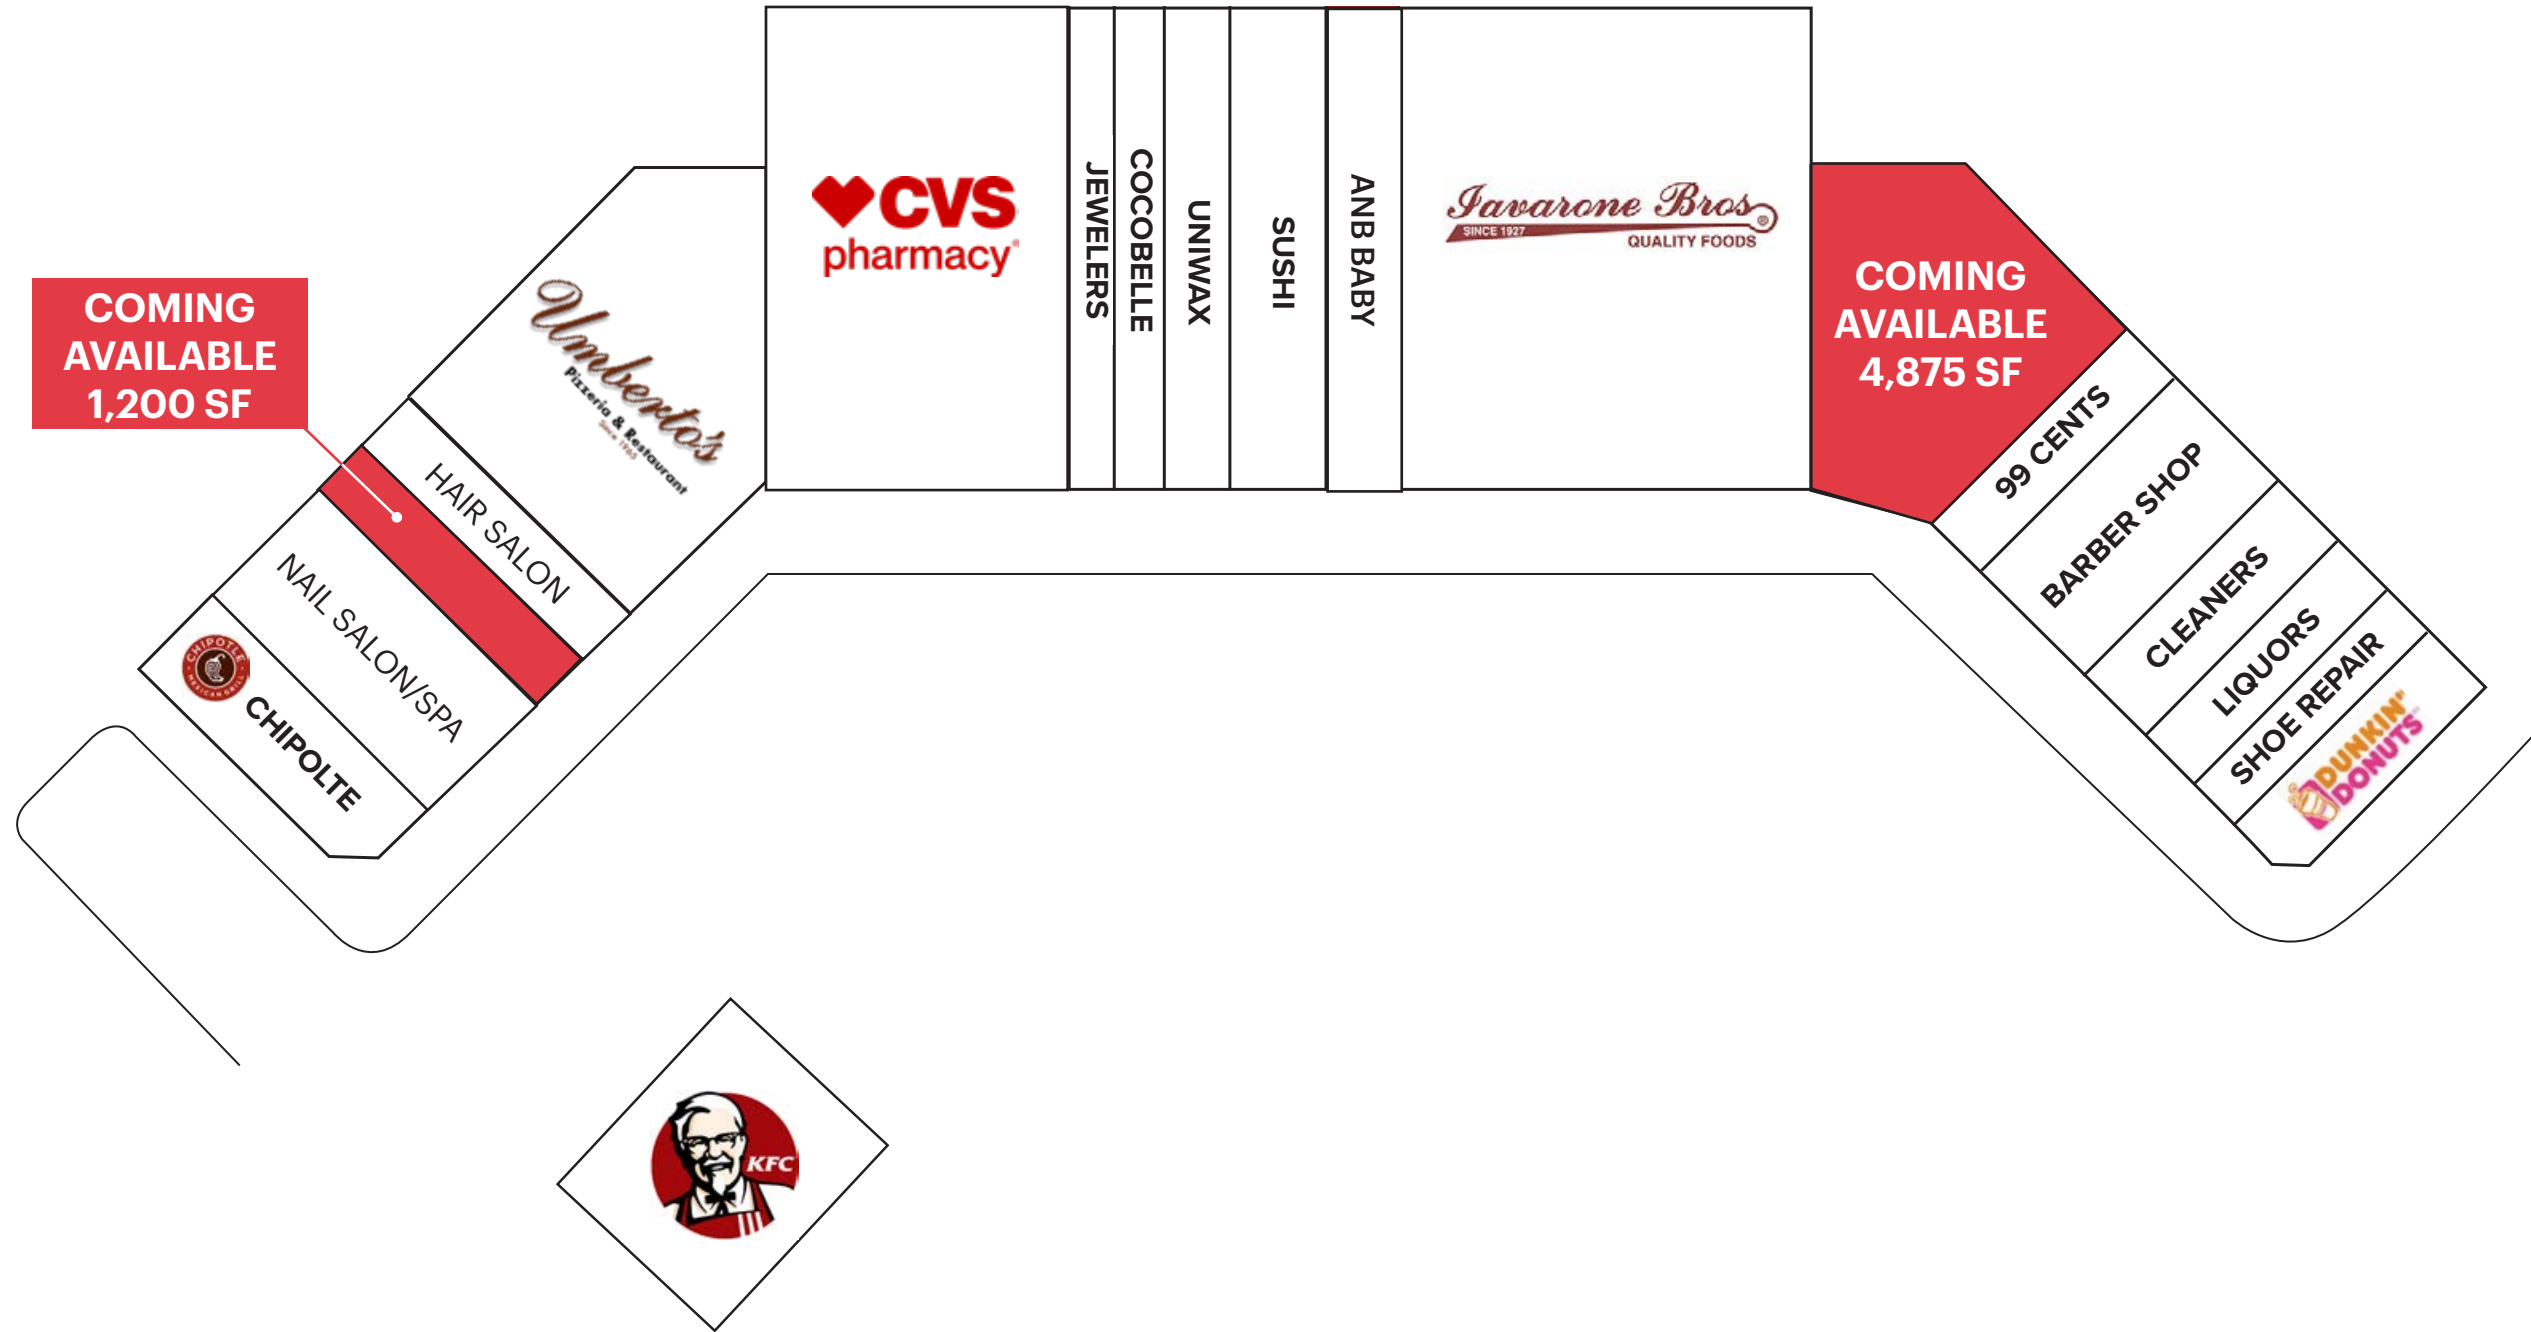 COMING
AVAILABLE
1,200 SF
CHIPOTLE
MEXICAN GRILL
CHIPOLTE
NAIL SALON/SPA
HAIR SALON
Umberto's
Pizzeria & Restaurant
Since 1965
CVS
pharmacy
JEWELERS
COCOBELLE
UNIWAX
SUSHI
ANB BABY
Iavarone Bros ®
SINCE 1927
QUALITY FOODS
COMING
AVAILABLE
4,875 SF
99 CENTS
BARBER SHOP
CLEANERS
LIQUORS
SHOE REPAIR
DUNKIN'
DONUTS
KFC